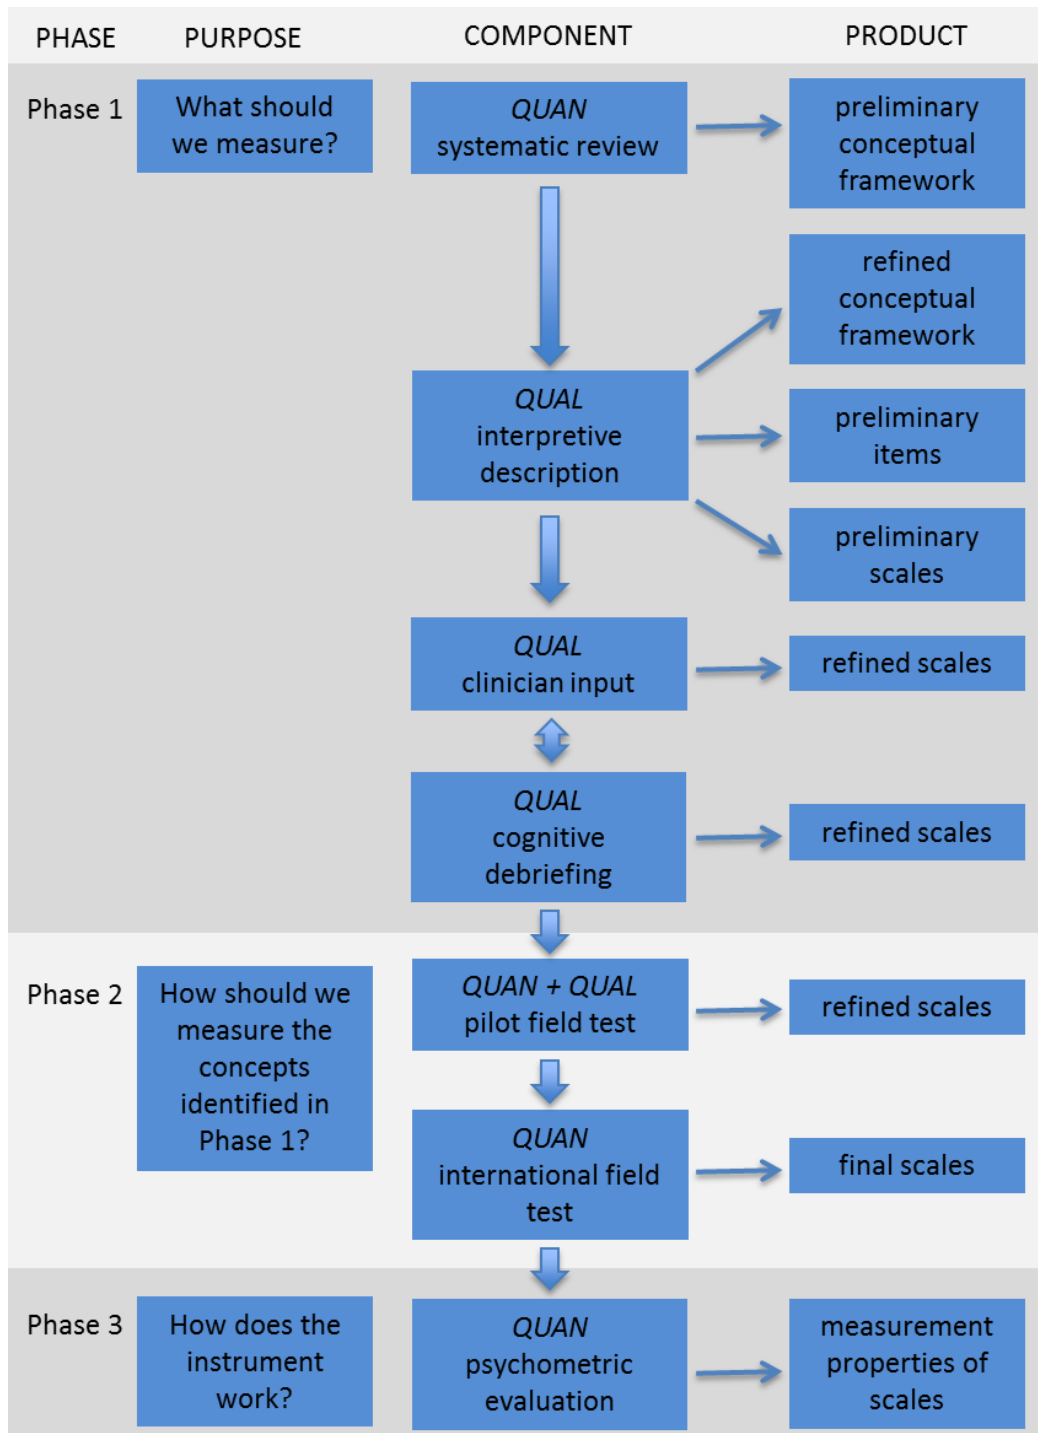 PHASE
PURPOSE
COMPONENT
PRODUCT
Phase 1
What should
we measure?
QUAN
systematic review
preliminary
conceptual
framework
refined
conceptual
framework
QUAL
interpretive
description
preliminary
items
preliminary
scales
QUAL
clinician input
refined scales
QUAL
cognitive
debriefing
refined scales
Phase 2
How should we
measure the
concepts
identified in
Phase 1?
QUAN + QUAL
pilot field test
refined scales
QUAN
international field
test
final scales
Phase 3
How does the
instrument
work?
QUAN
psychometric
evaluation
measurement
properties of
scales